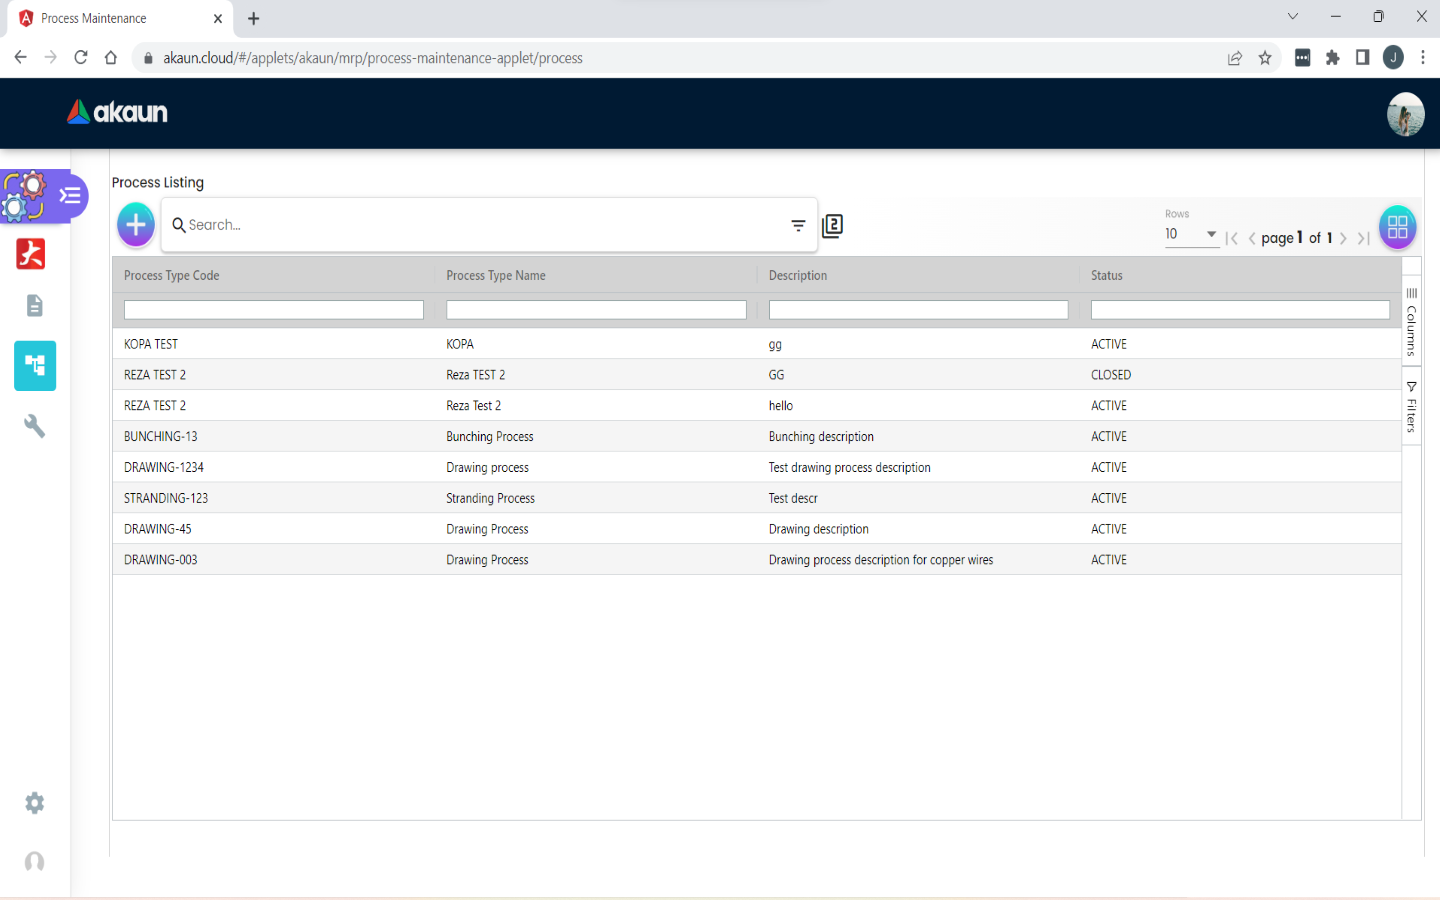 Process Maintenance
akaun.cloud/#/applets/akaun/mrp/process-maintenance-applet/process
J
akaun
Process Listing
Search...
2
Rows
10
page 1 of 1
Process Type Code Process Type Name Description Status
KOPA TEST KOPA gg ACTIVE
REZA TEST 2 Reza TEST 2 GG CLOSED
REZA TEST 2 Reza Test 2 hello ACTIVE
BUNCHING-13 Bunching Process Bunching description ACTIVE
DRAWING-1234 Drawing process Test drawing process description ACTIVE
STRANDING-123 Stranding Process Test descr ACTIVE
DRAWING-45 Drawing Process Drawing description ACTIVE
DRAWING-003 Drawing Process Drawing process description for copper wires ACTIVE
Columns
Filters